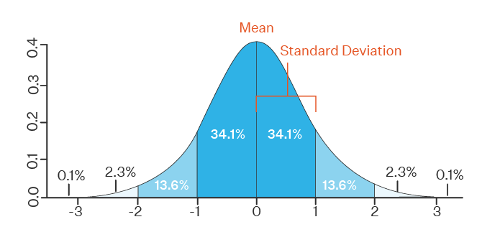 Mean
Standard Deviation
0.4
0.3
0.2
0.1
0.0
34.1% 34.1%
0.1% 2.3% 13.6% 13.6% 2.3% 0.1%
-3 -2 -1 0 1 2 3